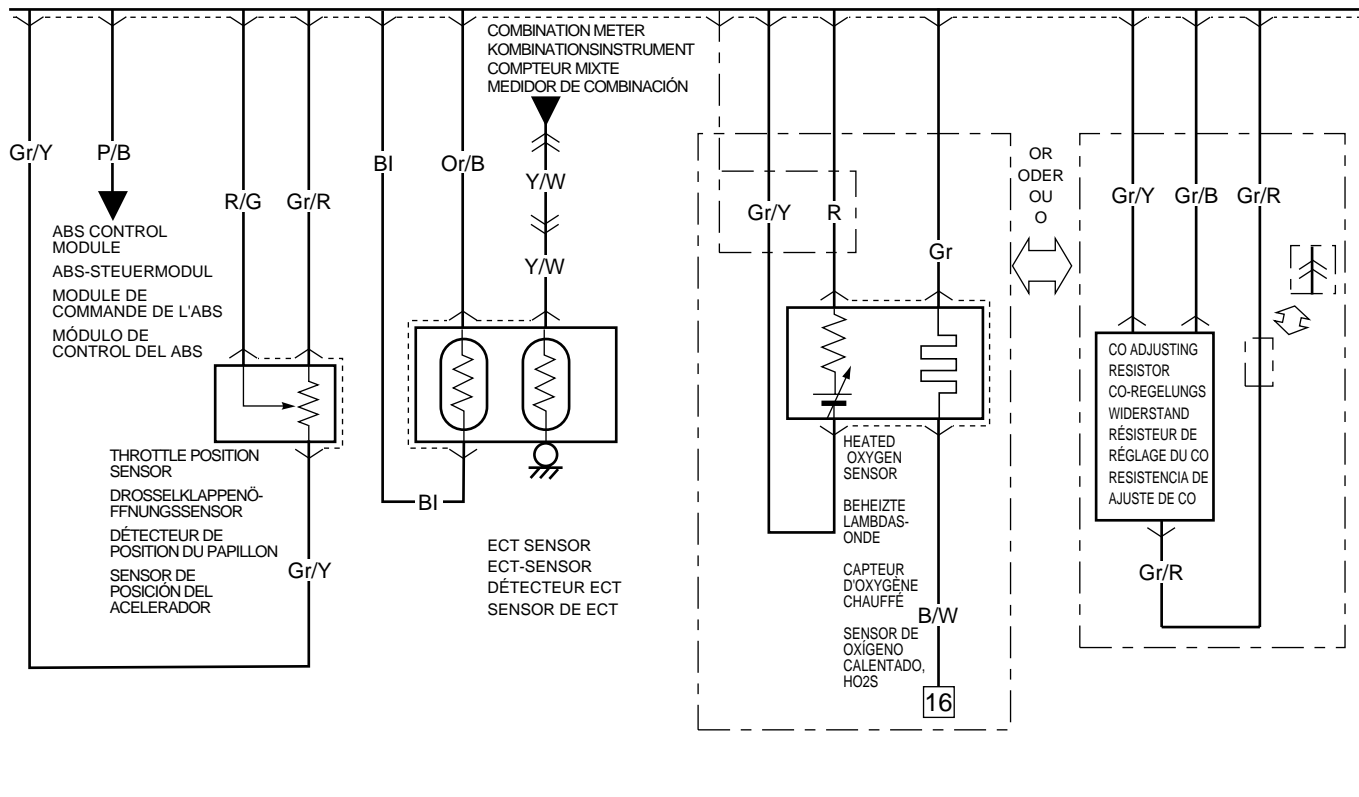 COMBINATION METER
KOMBINATIONSINSTRUMENT
COMPTEUR MIXTE
MEDIDOR DE COMBINACIÓN
Gr/Y
P/B
R/G
Gr/R
Bl
Or/B
Y/W
Y/W
Gr/Y
R
Gr
OR
ODER
OU
O
Gr/Y
Gr/B
Gr/R
ABS CONTROL
MODULE
ABS-STEUERMODUL
MODULE DE
COMMANDE DE L'ABS
MÓDULO DE
CONTROL DEL ABS
THROTTLE POSITION
SENSOR
DROSSELKLAPPENÖ-
FFNUNGSSENSOR
DÉTECTEUR DE
POSITION DU PAPILLON
SENSOR DE
POSICIÓN DEL
ACELERADOR
Gr/Y
Bl
ECT SENSOR
ECT-SENSOR
DÉTECTEUR ECT
SENSOR DE ECT
HEATED
OXYGEN
SENSOR
BEHEIZTE
LAMBDAS-
ONDE
CAPTEUR
D'OXYGÈNE
CHAUFFÉ
SENSOR DE
OXÍGENO
CALENTADO,
HO2S
B/W
16
CO ADJUSTING
RESISTOR
CO-REGELUNGS
WIDERSTAND
RÉSISTEUR DE
RÉGLAGE DU CO
RESISTENCIA DE
AJUSTE DE CO
Gr/R